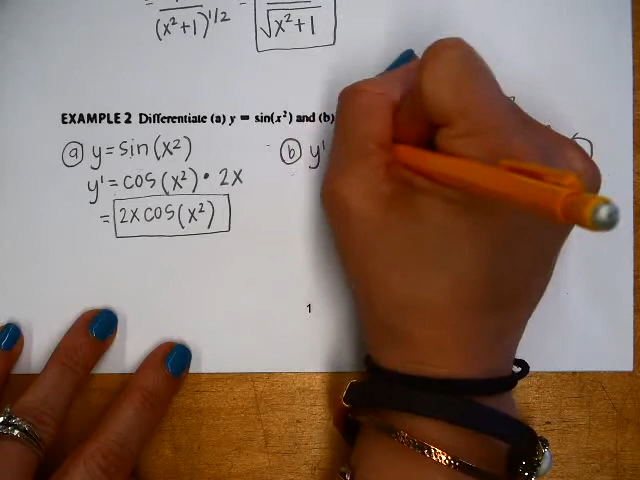 = 1/(x²+1)^1/2 = √x²+1
EXAMPLE 2 Differentiate (a) y = sin(x²) and (b)
ⓐ y = sin(x²)
y' = cos(x²) · 2x
= 2x cos(x²)
ⓑ y'
1